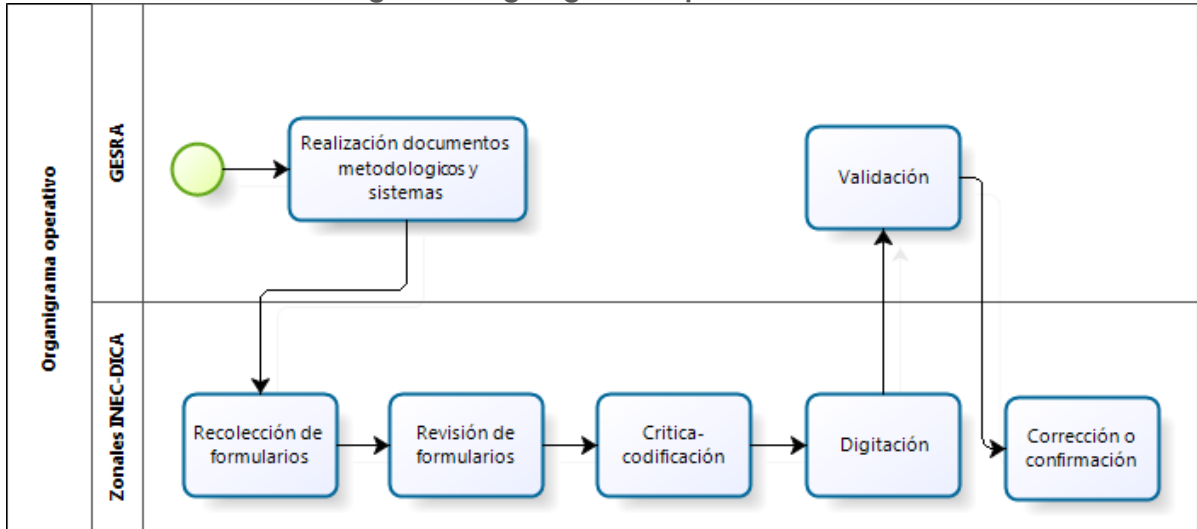 Organigrama operativo
GESRA
Realización documentos
metodologicos y
sistemas
Validación
Zonales INEC-DICA
Recolección de
formularios
Revisión de
formularios
Critica-
codificación
Digitación
Corrección o
confirmación